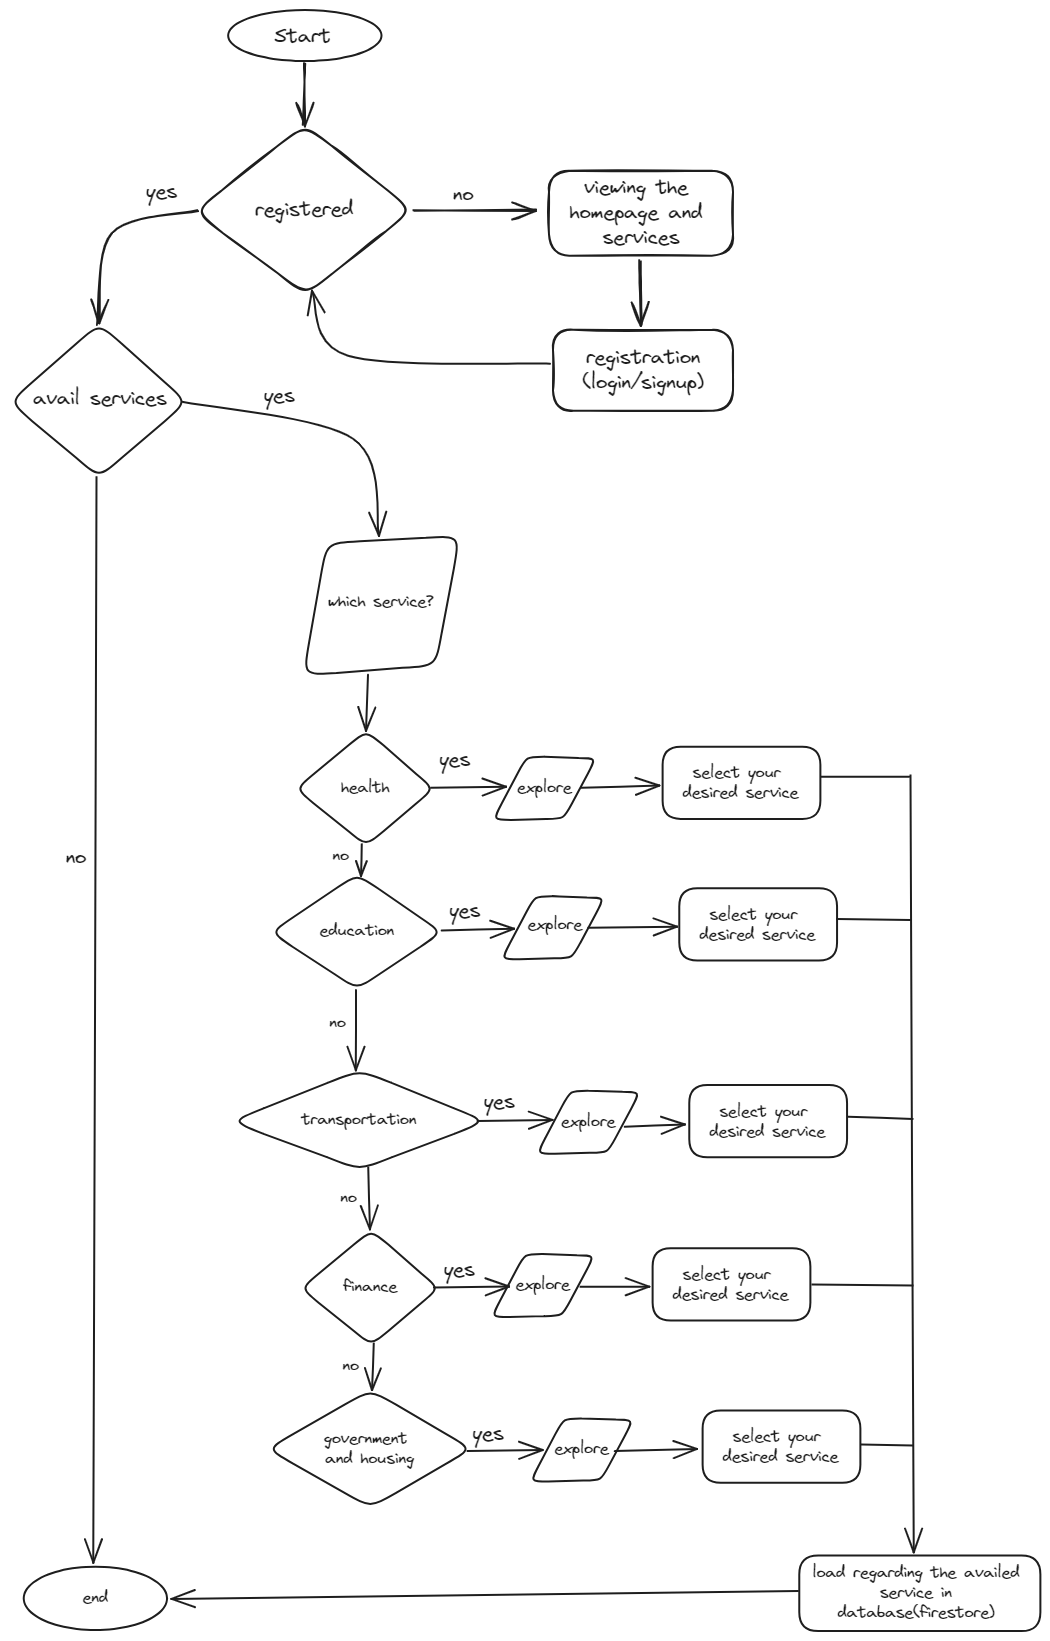 Start
registered
yes
no
viewing the
homepage and
services
registration
(login/signup)
avail services
yes
which service?
health
yes
explore
select your
desired service
no
no
education
yes
explore
select your
desired service
no
transportation
yes
explore
select your
desired service
no
finance
yes
explore
select your
desired service
no
government
and housing
yes
explore
select your
desired service
load regarding the availed
service in
database(firestore)
end